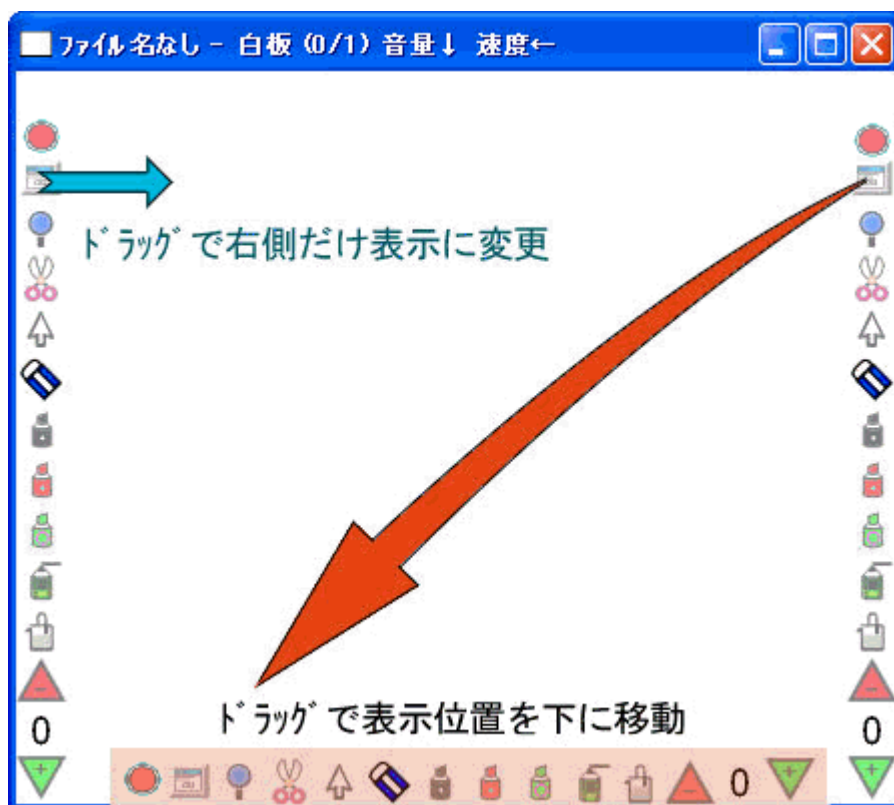 ファイル名なし - 白板 (0/1) 音量↓ 速度←
ﾄﾞﾗｯｸﾞで右側だけ表示に変更
ﾄﾞﾗｯｸﾞで表示位置を下に移動
0
0
0